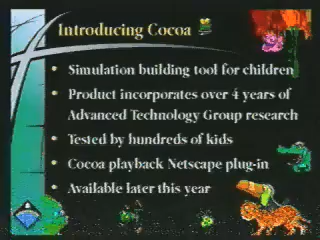 Introducing Cocoa
• Simulation building tool for children
• Product incorporates over 4 years of
Advanced Technology Group research
• Tested by hundreds of kids
• Cocoa playback Netscape plug-in
• Available later this year